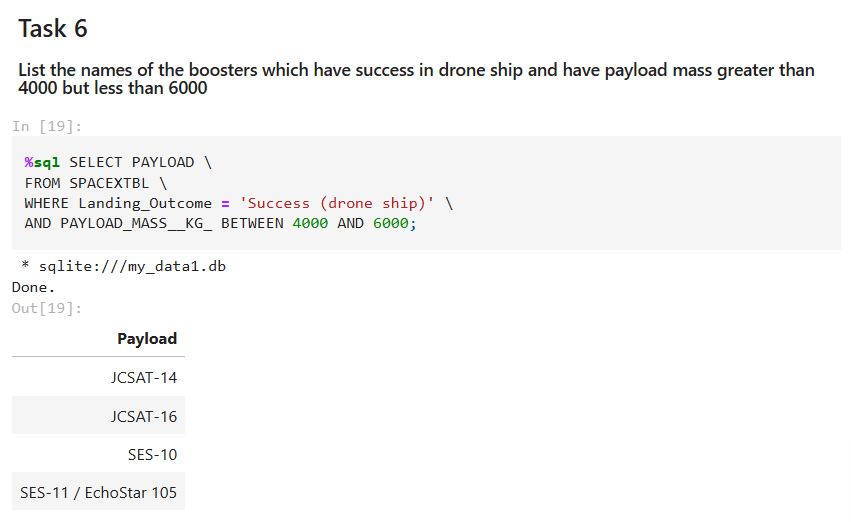 Task 6
List the names of the boosters which have success in drone ship and have payload mass greater than
4000 but less than 6000
In [19]:
%sql SELECT PAYLOAD \
FROM SPACEXTBL \
WHERE Landing_Outcome = 'Success (drone ship)' \
AND PAYLOAD_MASS__KG_ BETWEEN 4000 AND 6000;
* sqlite:///my_data1.db
Done.
Out[19]:
Payload
JCSAT-14
JCSAT-16
SES-10
SES-11 / EchoStar 105